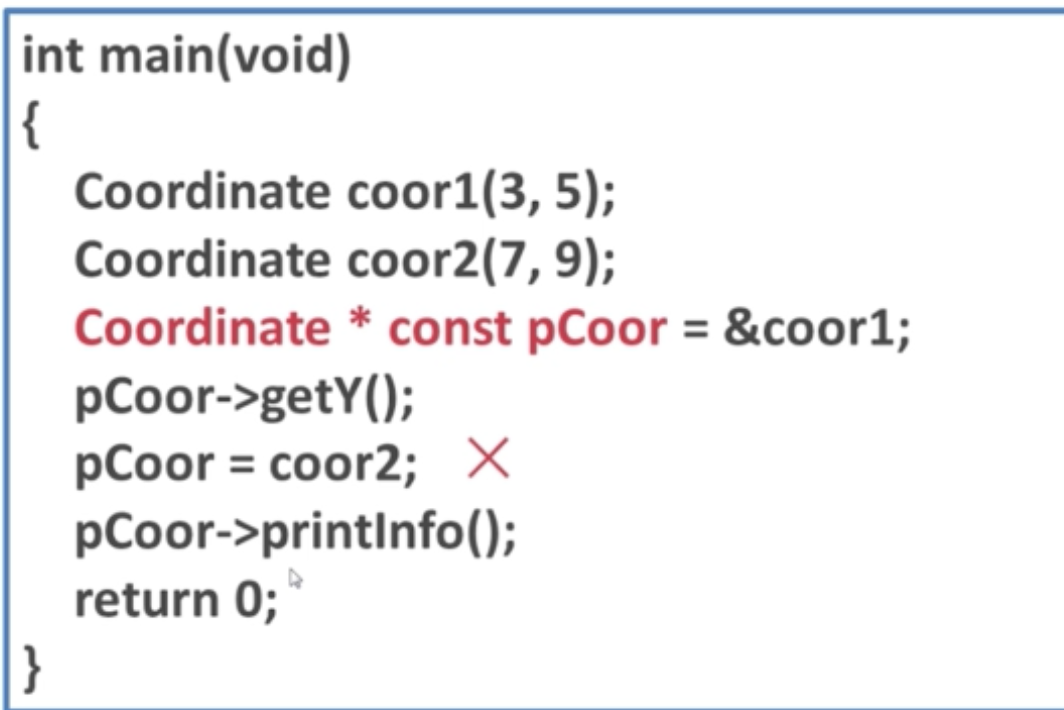 int main(void)
{
Coordinate coor1(3, 5);
Coordinate coor2(7, 9);
Coordinate * const pCoor = &coor1;
pCoor->getY();
pCoor = coor2;
pCoor->printInfo();
return 0;
}